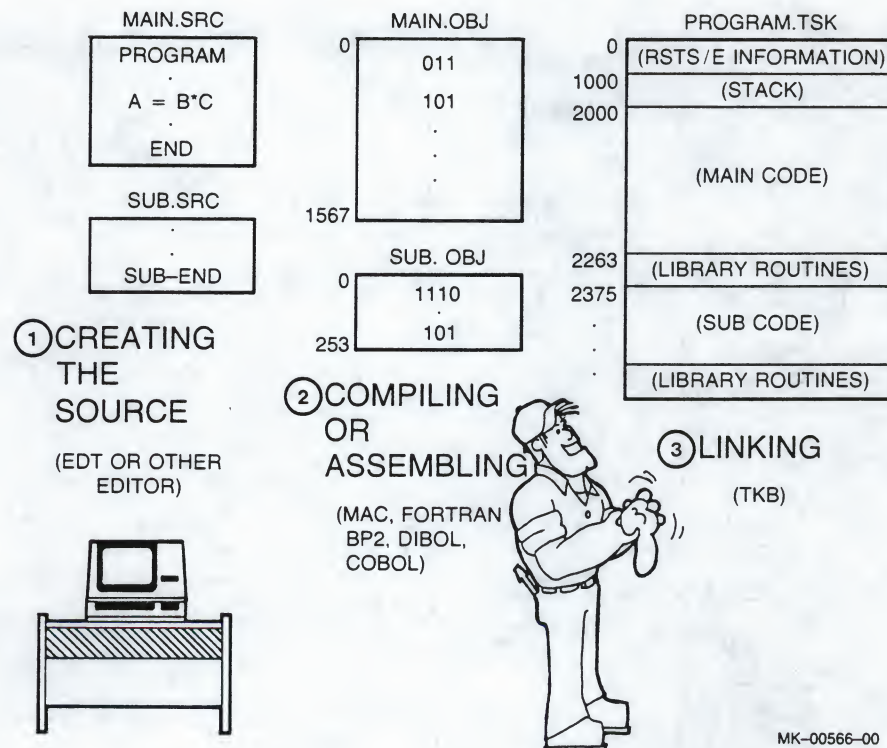 MAIN.SRC
PROGRAM
.
A = B*C
.
END
SUB.SRC
.
.
SUB–END
① CREATING
THE
SOURCE
(EDT OR OTHER
EDITOR)
MAIN.OBJ
0
011
101
.
.
.
1567
SUB. OBJ
0
1110
.
101
253
② COMPILING
OR
ASSEMBLING
(MAC, FORTRAN
BP2, DIBOL,
COBOL)
PROGRAM.TSK
0 (RSTS/E INFORMATION)
1000 (STACK)
2000
(MAIN CODE)
2263 (LIBRARY ROUTINES)
2375
(SUB CODE)
.
.
.
(LIBRARY ROUTINES)
③ LINKING
(TKB)
MK–00566–00